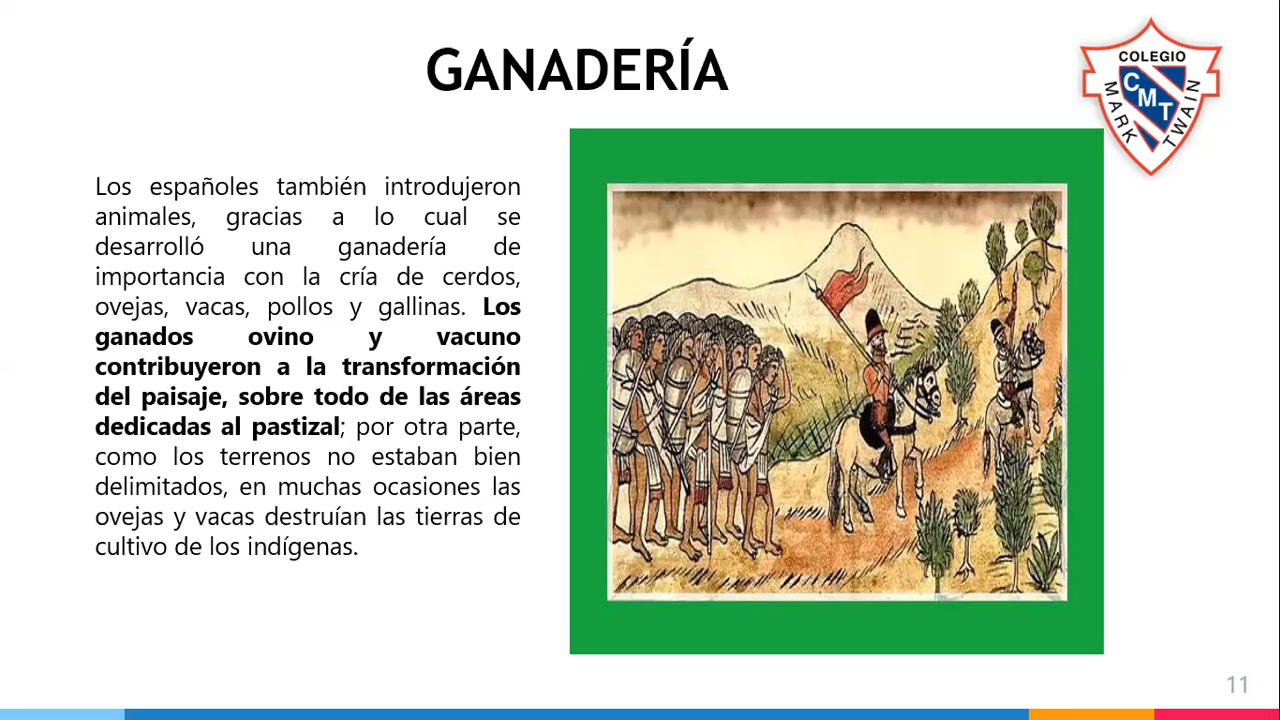 GANADERÍA
COLEGIO
MARK
TWAIN
CMT
Los españoles también introdujeron
animales, gracias a lo cual se
desarrolló una ganadería de
importancia con la cría de cerdos,
ovejas, vacas, pollos y gallinas. Los
ganados ovino y vacuno
contribuyeron a la transformación
del paisaje, sobre todo de las áreas
dedicadas al pastizal; por otra parte,
como los terrenos no estaban bien
delimitados, en muchas ocasiones las
ovejas y vacas destruían las tierras de
cultivo de los indígenas.
11